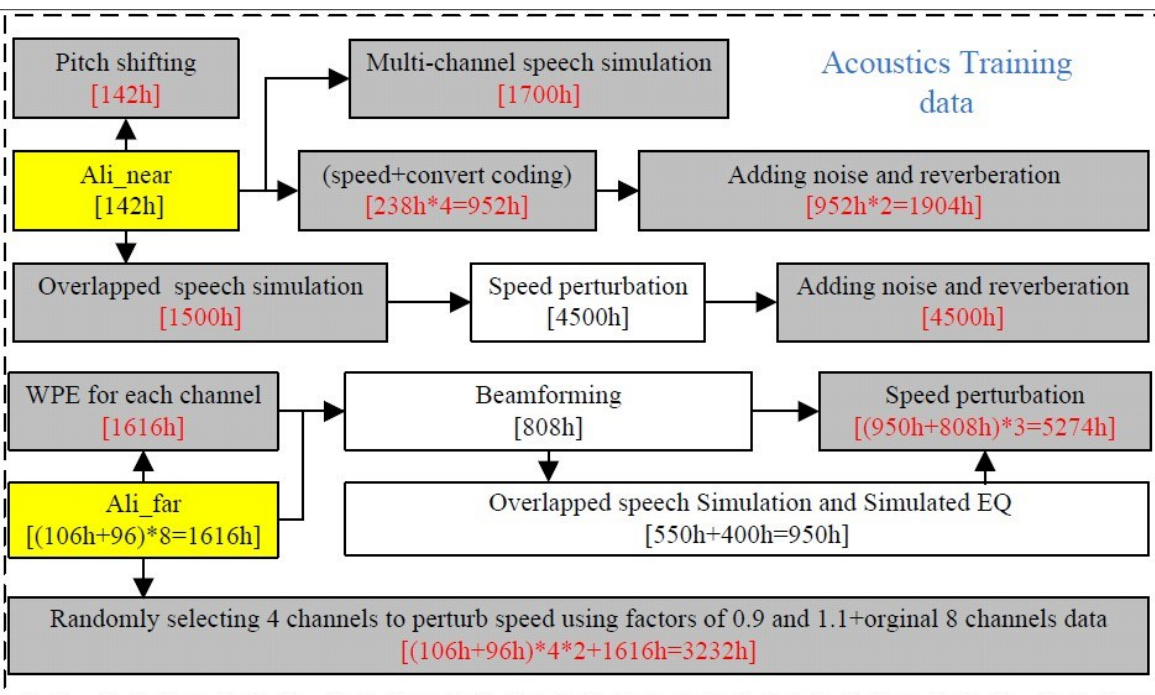 Acoustics Training
data
Pitch shifting
[142h]
Multi-channel speech simulation
[1700h]
Ali_near
[142h]
(speed+convert coding)
[238h*4=952h]
Adding noise and reverberation
[952h*2=1904h]
Overlapped speech simulation
[1500h]
Speed perturbation
[4500h]
Adding noise and reverberation
[4500h]
WPE for each channel
[1616h]
Beamforming
[808h]
Speed perturbation
[(950h+808h)*3=5274h]
Ali_far
[(106h+96)*8=1616h]
Overlapped speech Simulation and Simulated EQ
[550h+400h=950h]
Randomly selecting 4 channels to perturb speed using factors of 0.9 and 1.1+orginal 8 channels data
[(106h+96h)*4*2+1616h=3232h]